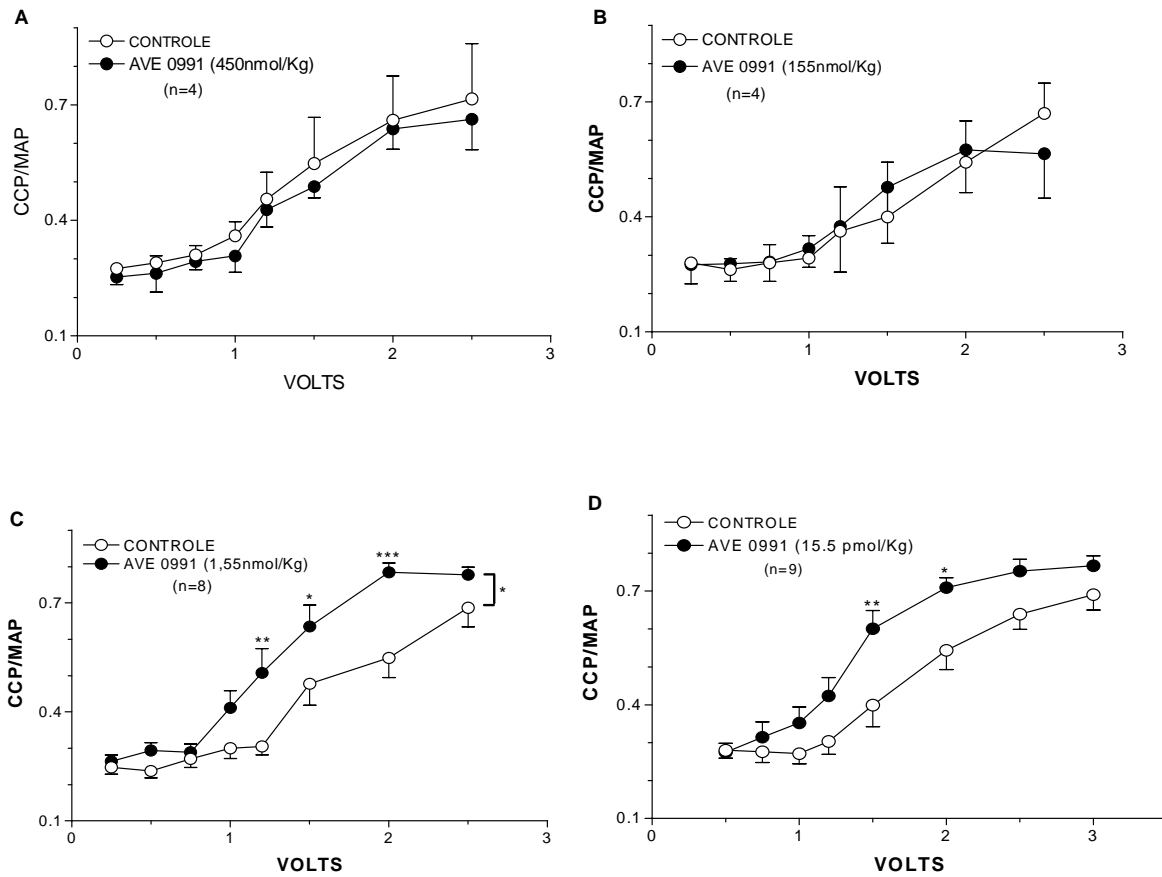 A
CONTROLE
AVE 0991 (450nmol/Kg)
(n=4)
0.7
0.4
0.1
CCP/MAP
0 1 2 3
VOLTS
B
CONTROLE
AVE 0991 (155nmol/Kg)
(n=4)
0.7
0.4
0.1
CCP/MAP
0 1 2 3
VOLTS
C
CONTROLE
AVE 0991 (1,55nmol/Kg)
(n=8)
***
*
**
*
0.7
0.4
0.1
CCP/MAP
0 1 2 3
VOLTS
D
CONTROLE
AVE 0991 (15.5 pmol/Kg)
(n=9)
*
**
0.7
0.4
0.1
CCP/MAP
0 1 2 3
VOLTS